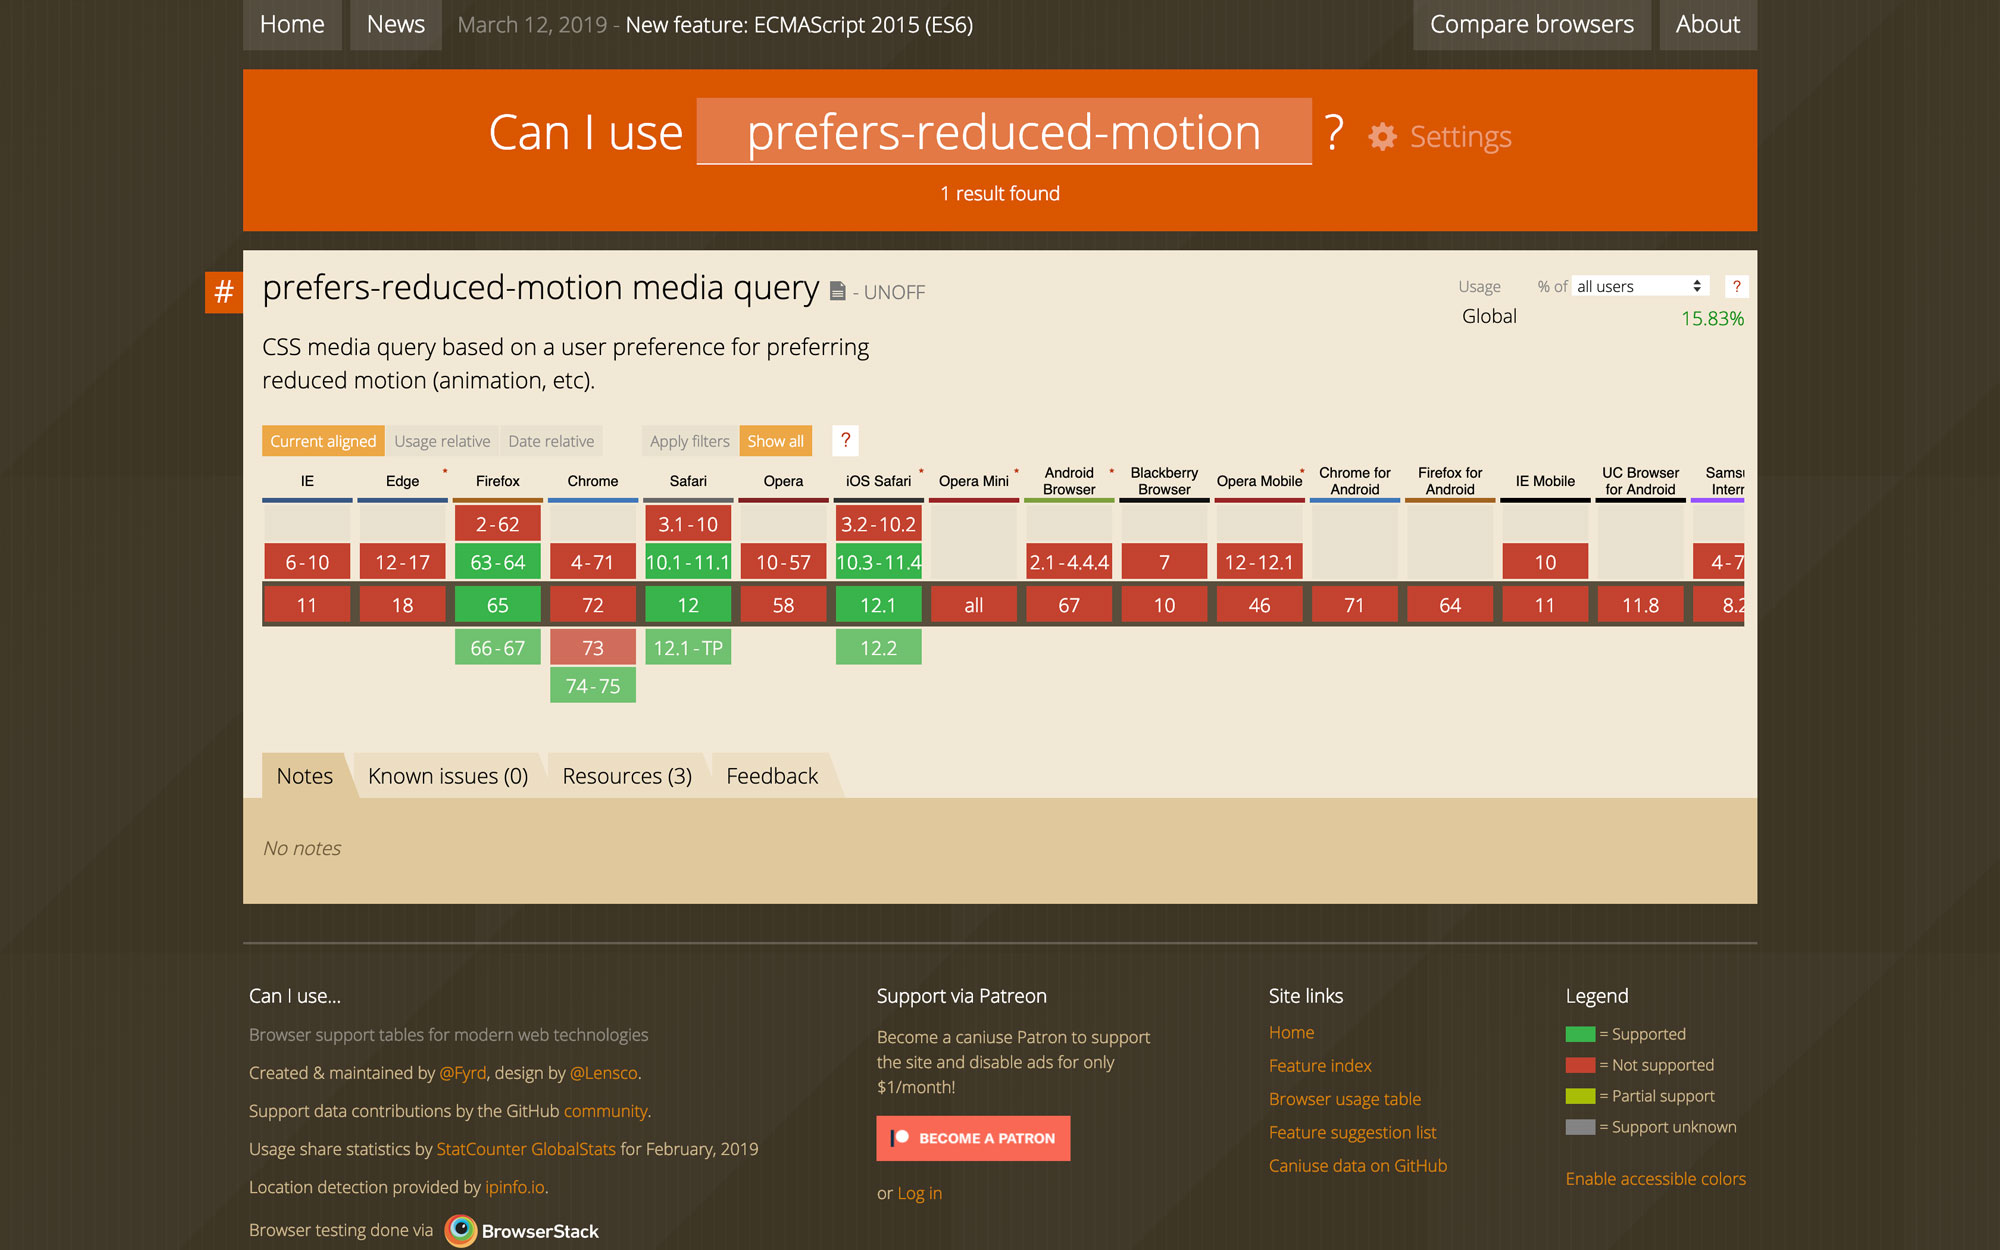 Home News March 12, 2019 - New feature: ECMAScript 2015 (ES6) Compare browsers About
Can I use prefers-reduced-motion ? Settings
1 result found
# prefers-reduced-motion media query - UNOFF
Usage % of all users ?
Global 15.83%
CSS media query based on a user preference for preferring
reduced motion (animation, etc).
Current aligned Usage relative Date relative Apply filters Show all ?
IE Edge * Firefox Chrome Safari Opera iOS Safari * Opera Mini * Android Browser * Blackberry Browser Opera Mobile * Chrome for Android Firefox for Android IE Mobile UC Browser for Android Samsu Interr
2-62 3.1-10 3.2-10.2
6-10 12-17 63-64 4-71 10.1-11.1 10-57 10.3-11.4 2.1-4.4.4 7 12-12.1 10 4-7
11 18 65 72 12 58 12.1 all 67 10 46 71 64 11 11.8 8.2
66-67 73 12.1-TP 12.2
74-75
Notes Known issues (0) Resources (3) Feedback
No notes
Can I use...
Browser support tables for modern web technologies
Created & maintained by @Fyrd, design by @Lensco.
Support data contributions by the GitHub community.
Usage share statistics by StatCounter GlobalStats for February, 2019
Location detection provided by ipinfo.io.
Browser testing done via BrowserStack
Support via Patreon
Become a caniuse Patron to support
the site and disable ads for only
$1/month!
BECOME A PATRON
or Log in
Site links
Home
Feature index
Browser usage table
Feature suggestion list
Caniuse data on GitHub
Legend
= Supported
= Not supported
= Partial support
= Support unknown
Enable accessible colors